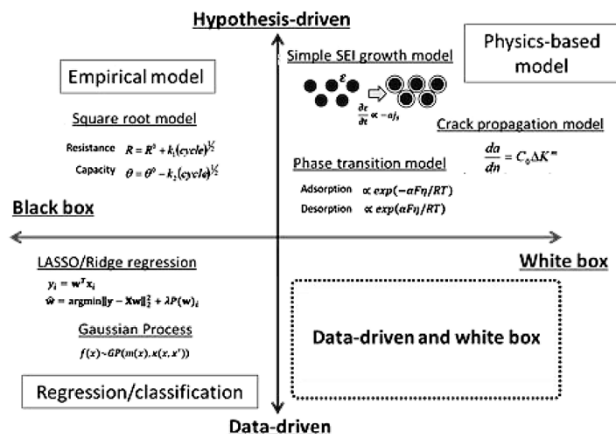 Hypothesis-driven
Empirical model
Square root model
Resistance R = R⁰ + k₁(cycle)^½
Capacity θ = θ⁰ − k₂(cycle)^½
Simple SEI growth model
ε
∂ε/∂t ∝ −aj₁
Physics-based
model
Crack propagation model
da/dn = C₀ΔK^m
Phase transition model
Adsorption ∝ exp(−αFη/RT)
Desorption ∝ exp(αFη/RT)
Black box
White box
LASSO/Ridge regression
yᵢ = wᵀxᵢ
ŵ = argmin‖y − Xw‖₂² + λP(w)ᵢ
Gaussian Process
f(x)~GP(m(x), κ(x, x′))
Regression/classification
Data-driven and white box
Data-driven